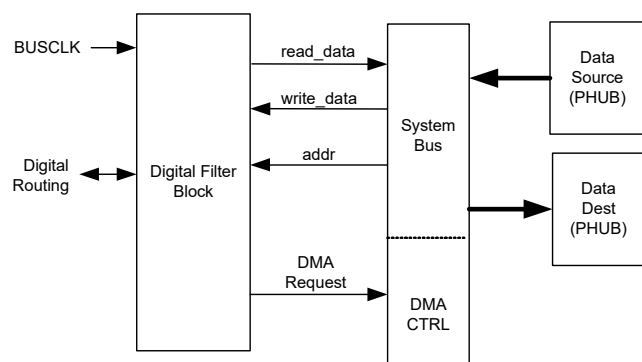 BUSCLK
Digital
Routing
Digital Filter
Block
read_data
write_data
addr
DMA
Request
System
Bus
DMA
CTRL
Data
Source
(PHUB)
Data
Dest
(PHUB)